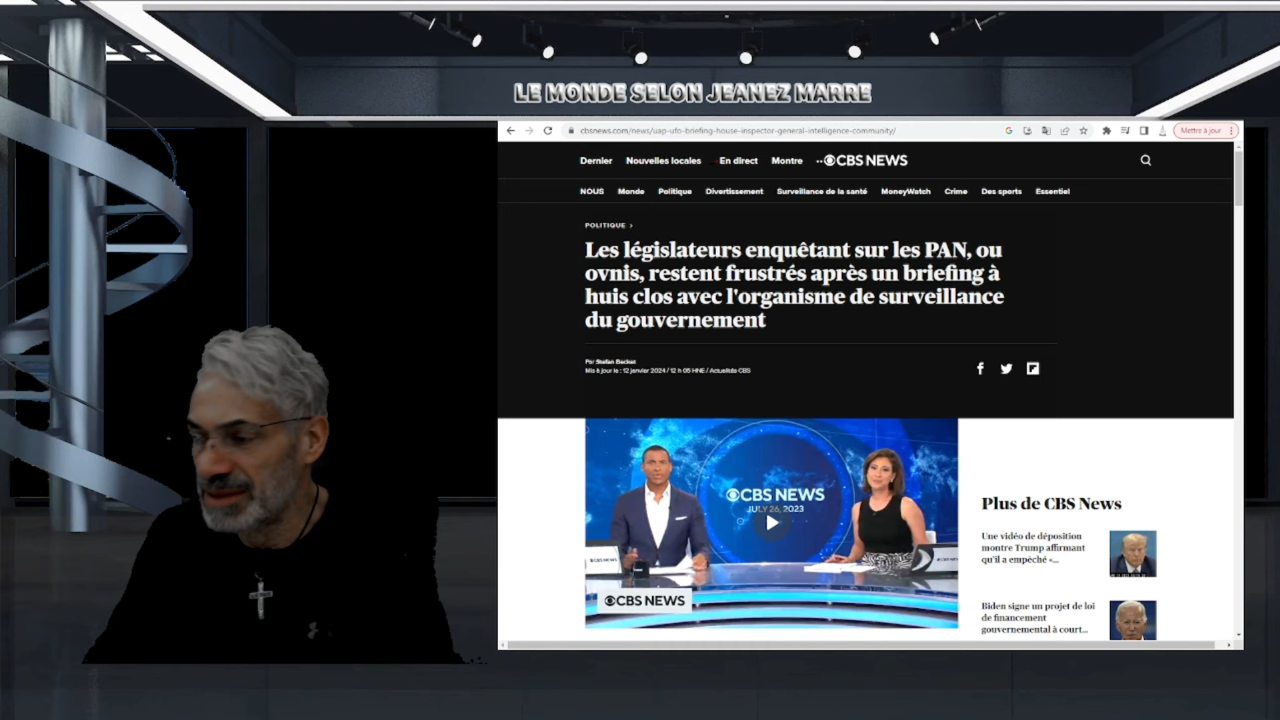 LE MONDE SELON JEANEZ MARRE
cbsnews.com/news/uap-ufo-briefing-house-inspector-general-intelligence-community/
Mettre à jour
Dernier Nouvelles locales En direct Montre ••• CBS NEWS
NOUS Monde Politique Divertissement Surveillance de la santé MoneyWatch Crime Des sports Essentiel
POLITIQUE ›
Les législateurs enquêtant sur les PAN, ou
ovnis, restent frustrés après un briefing à
huis clos avec l'organisme de surveillance
du gouvernement
Par Stefan Becket
Mis à jour le : 12 janvier 2024 / 12 h 05 HNE / Actualités CBS
CBS NEWS
JULY 26, 2023
CBS NEWS
CBS NEWS
Plus de CBS News
Une vidéo de déposition
montre Trump affirmant
qu'il a empêché «...
Biden signe un projet de loi
de financement
gouvernemental à court...